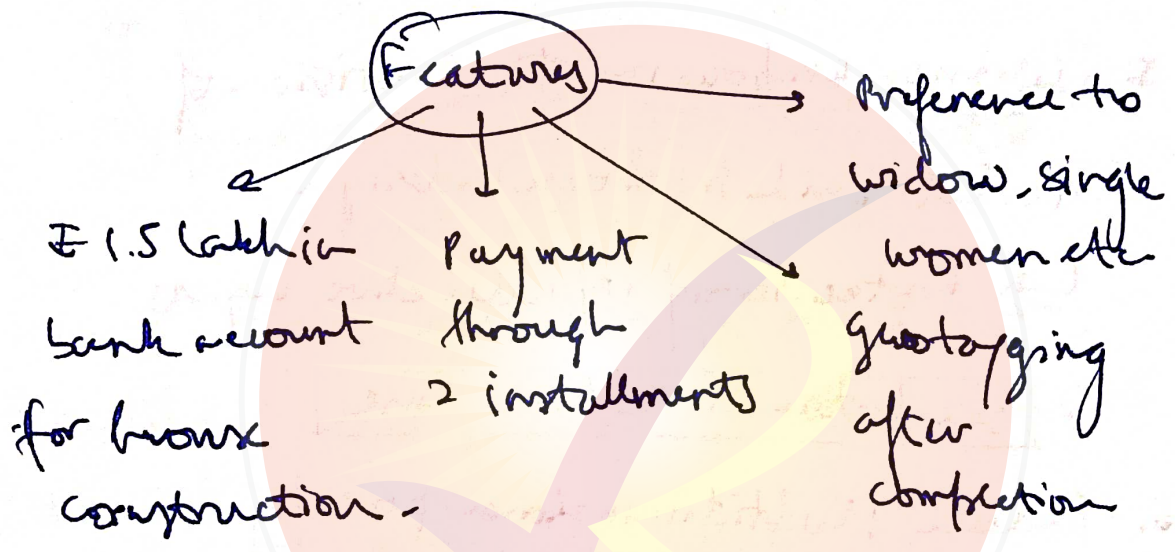 Features
₹ 1.5 lakh in
bank account
for house
construction.
Payment
through
2 installments
Preference to
widow, single
women etc
geotagging
after
completion